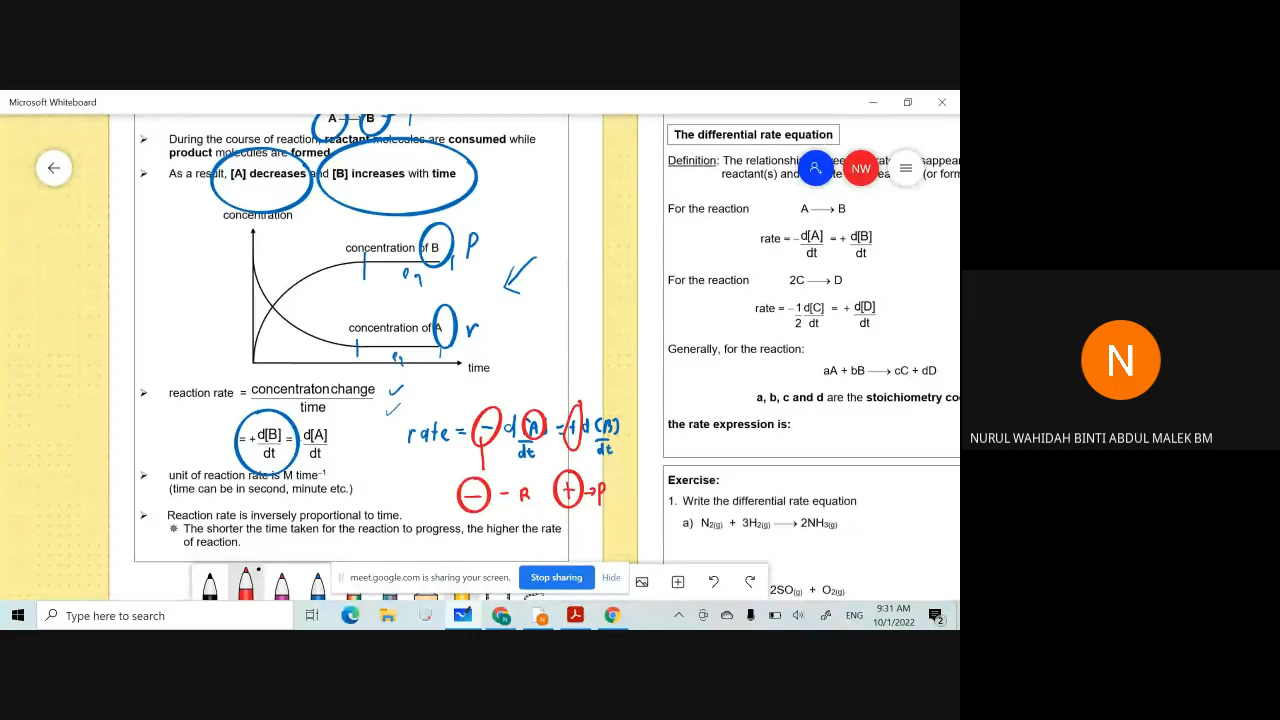 Microsoft Whiteboard
A → B
During the course of reaction, reactant molecules are consumed while
product molecules are formed
As a result, [A] decreases and [B] increases with time
concentration
concentration of B
p
eq
concentration of A
r
eq
time
reaction rate = concentraton change
time
= + d[B] = - d[A]
dt dt
rate = - d[A] = + d[B]
dt dt
- - R + → P
unit of reaction rate is M time⁻¹
(time can be in second, minute etc.)
Reaction rate is inversely proportional to time.
The shorter the time taken for the reaction to progress, the higher the rate
of reaction.
meet.google.com is sharing your screen.
Stop sharing
Hide
The differential rate equation
Definition: The
reactant(s) and
NW
For the reaction A → B
rate = - d[A] = + d[B]
dt dt
For the reaction 2C → D
rate = - 1 d[C] = + d[D]
2 dt dt
Generally, for the reaction:
aA + bB → cC + dD
a, b, c and d are the stoichiometry
the rate expression is:
Exercise:
1. Write the differential rate equation
a) N₂(g) + 3H₂(g) → 2NH₃(g)
2SO(g) + O₂(g)
Type here to search
ENG
9:31 AM
10/1/2022
2
N
NURUL WAHIDAH BINTI ABDUL MALEK BM